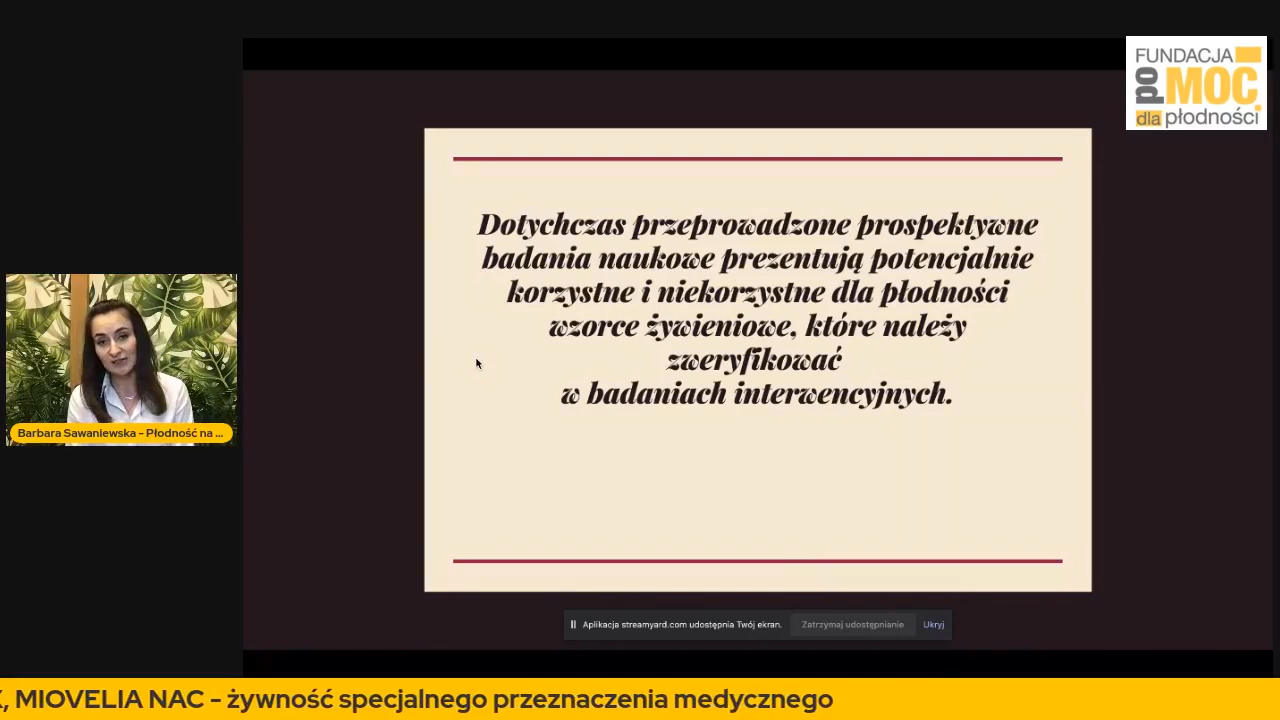 FUNDACJA
po MOC
dla płodności
Dotychczas przeprowadzone prospektywne
badania naukowe prezentują potencjalnie
korzystne i niekorzystne dla płodności
wzorce żywieniowe, które należy
zweryfikować
w badaniach interwencyjnych.
Barbara Sawaniewska - Płodność na ...
Aplikacja streamyard.com udostępnia Twój ekran. Zatrzymaj udostępnianie Ukryj
, MIOVELIA NAC - żywność specjalnego przeznaczenia medycznego